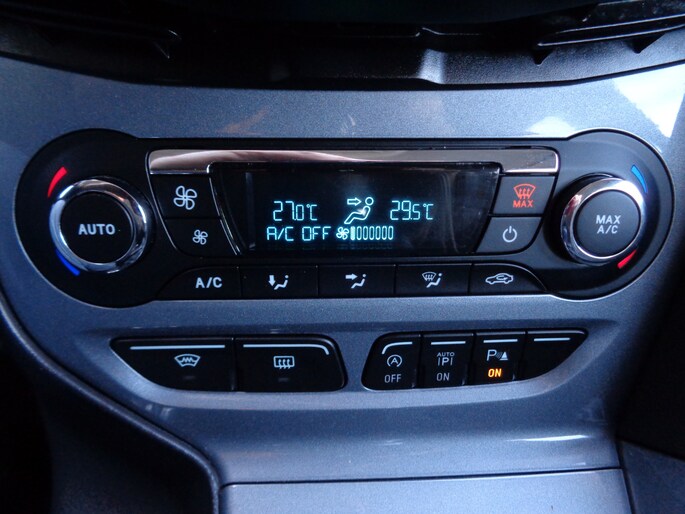 27.0°C 29.5°C
A/C OFF
AUTO
MAX
MAX
A/C
A/C
A
OFF
AUTO
P
ON
P
ON